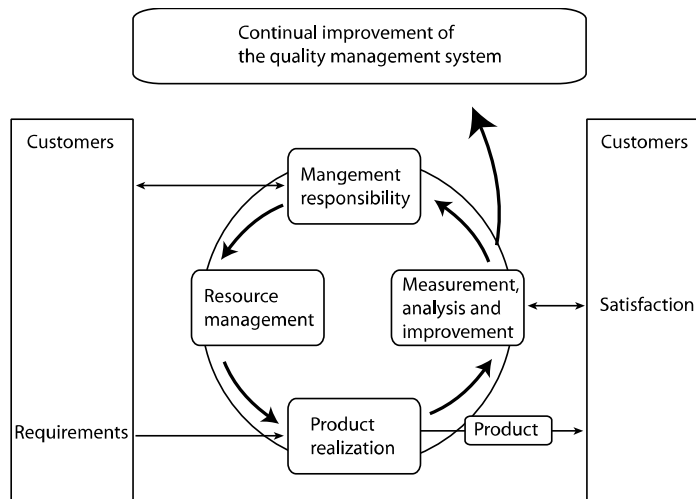 Continual improvement of
the quality management system
Customers
Customers
Mangement
responsibility
Resource
management
Measurement,
analysis and
improvement
Satisfaction
Requirements
Product
realization
Product